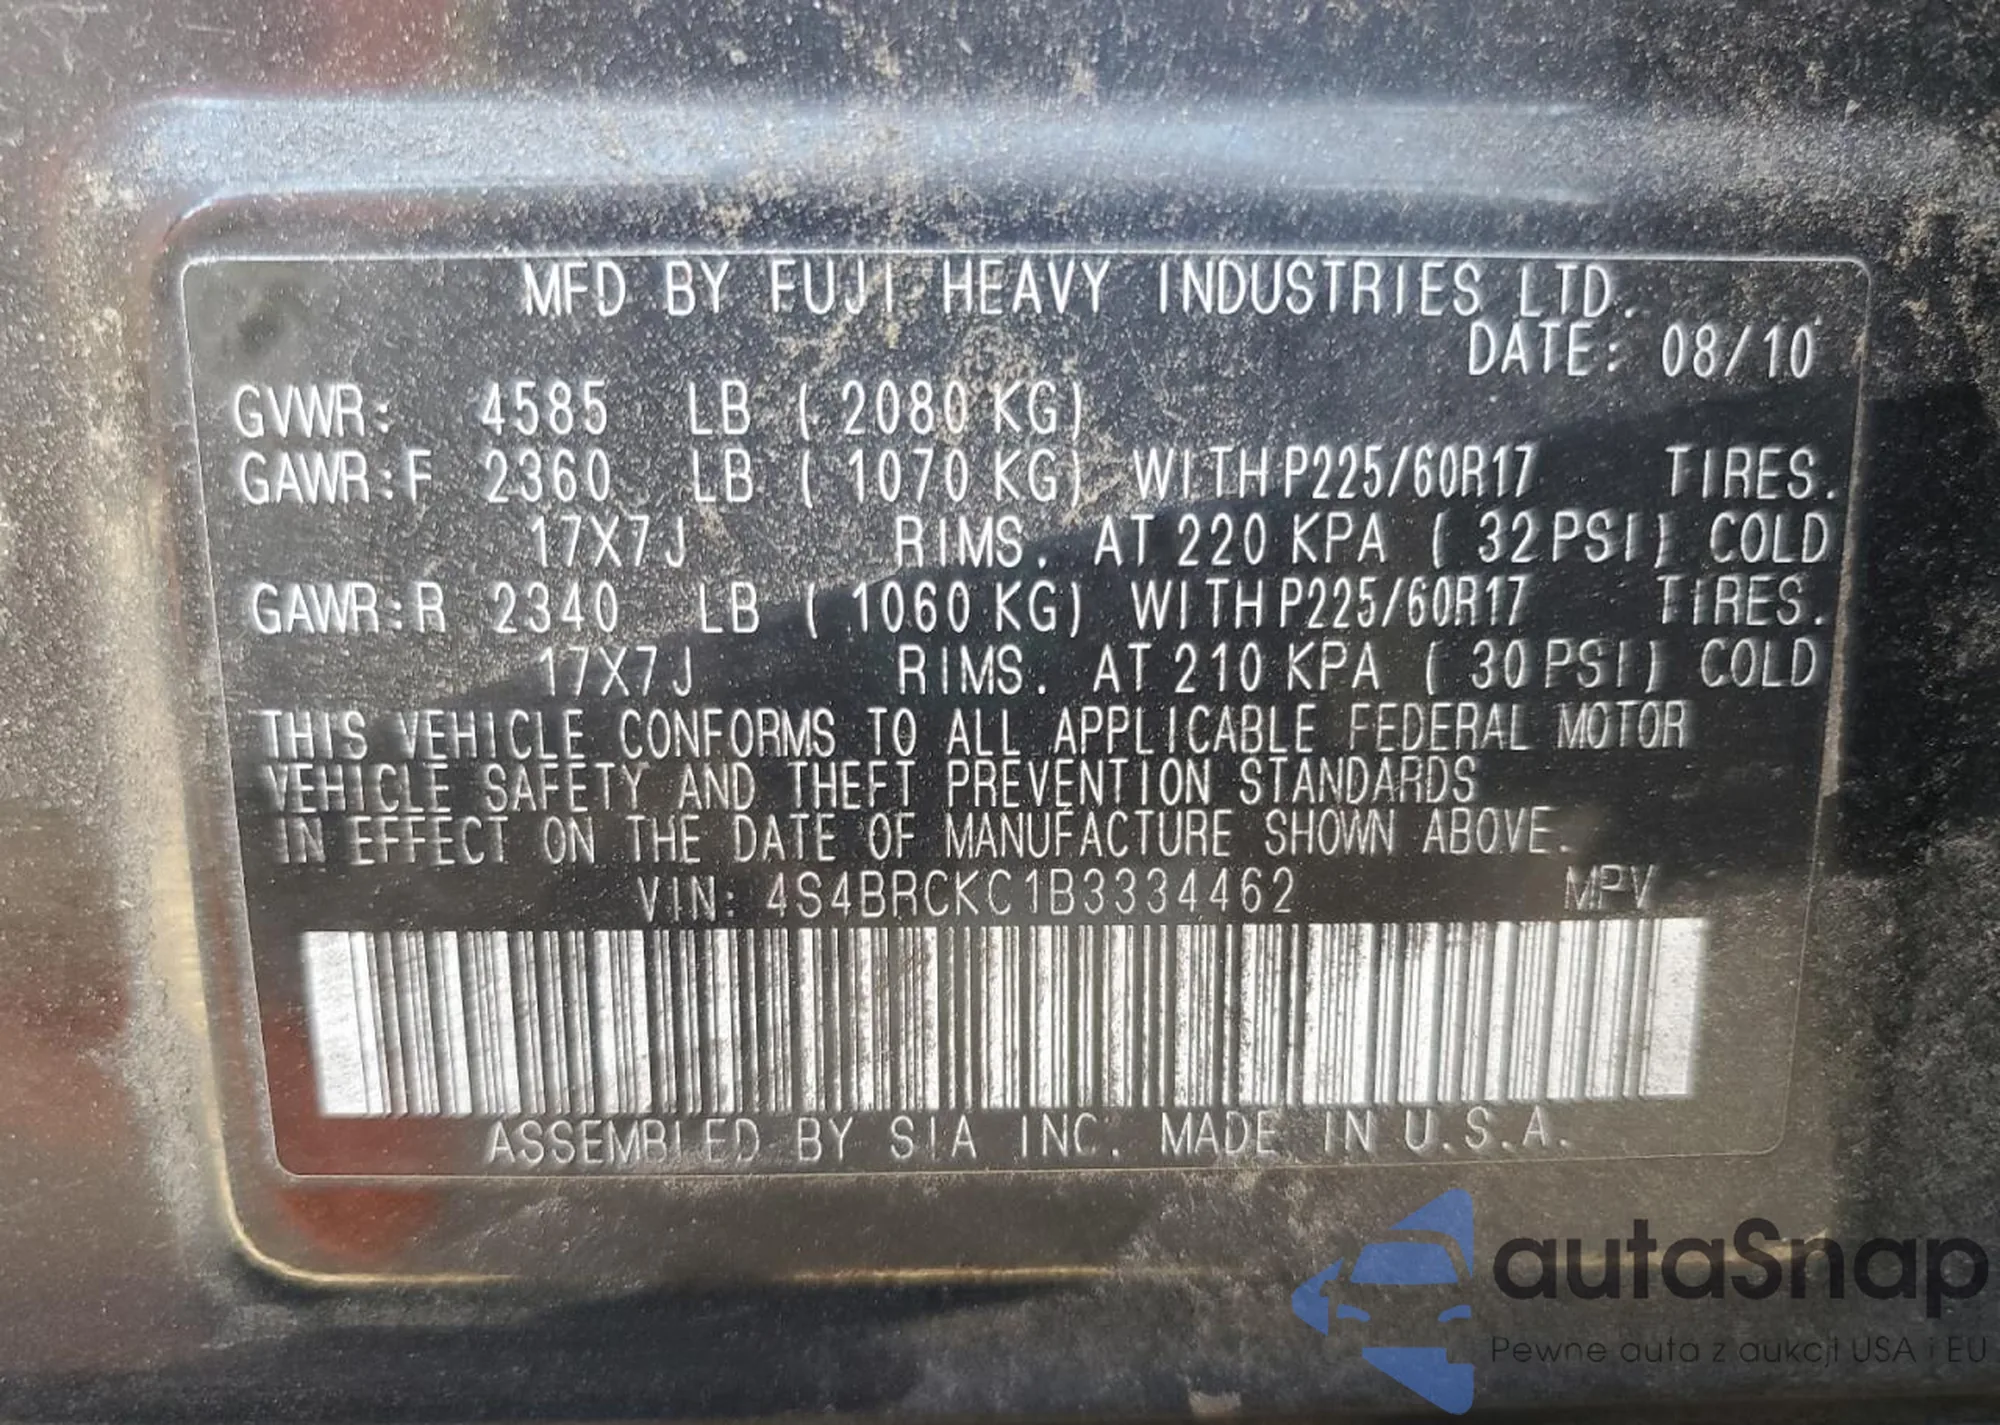 MFD BY FUJI HEAVY INDUSTRIES LTD.
DATE: 08/10
GVWR: 4585 LB ( 2080 KG)
GAWR:F 2360 LB ( 1070 KG) WITH P225/60R17 TIRES.
17X7J RIMS. AT 220 KPA ( 32 PSI) COLD
GAWR:R 2340 LB ( 1060 KG) WITH P225/60R17 TIRES.
17X7J RIMS. AT 210 KPA ( 30 PSI) COLD
THIS VEHICLE CONFORMS TO ALL APPLICABLE FEDERAL MOTOR
VEHICLE SAFETY AND THEFT PREVENTION STANDARDS
IN EFFECT ON THE DATE OF MANUFACTURE SHOWN ABOVE.
VIN: 4S4BRCKC1B3334462 MPV
ASSEMBLED BY SIA INC. MADE IN U.S.A.
autaSnap
Pewne auta z aukcji USA i EU